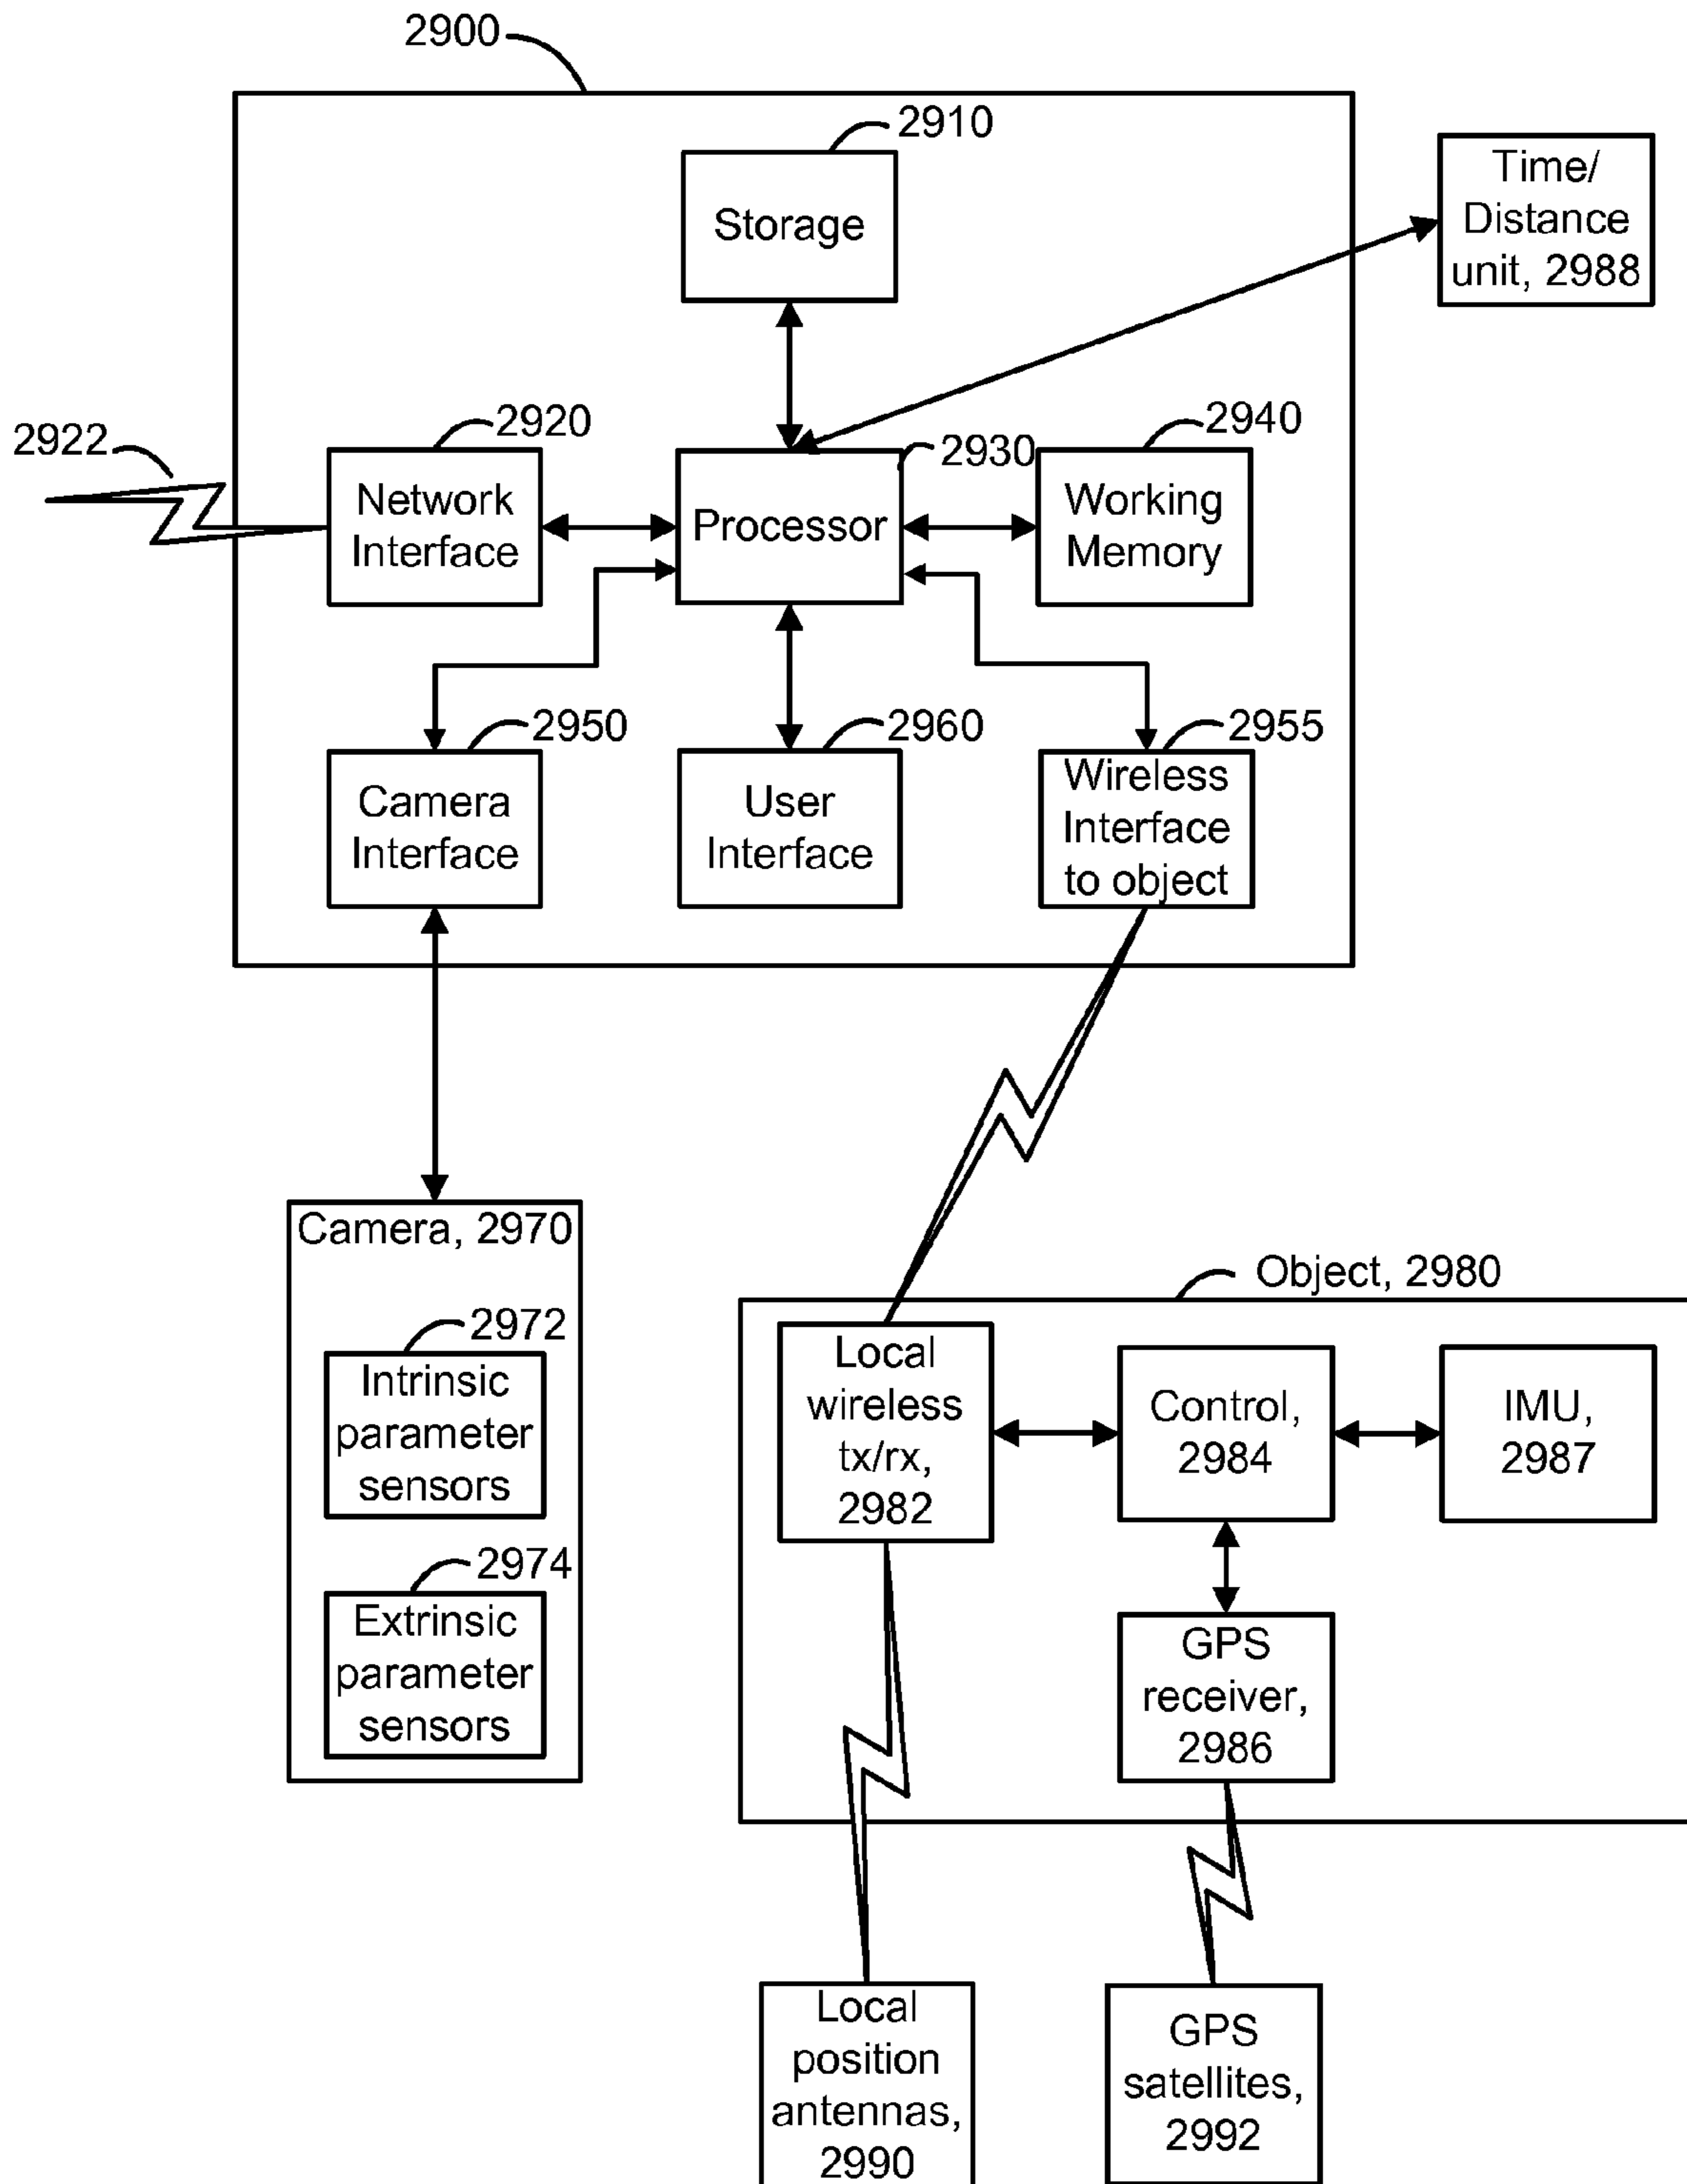 2900
2910
Storage
Time/
Distance
unit, 2988
2922
2920
Network
Interface
2930
Processor
2940
Working
Memory
2950
Camera
Interface
2960
User
Interface
2955
Wireless
Interface
to object
Camera, 2970
2972
Intrinsic
parameter
sensors
2974
Extrinsic
parameter
sensors
Object, 2980
Local
wireless
tx/rx,
2982
Control,
2984
IMU,
2987
GPS
receiver,
2986
Local
position
antennas,
2990
GPS
satellites,
2992